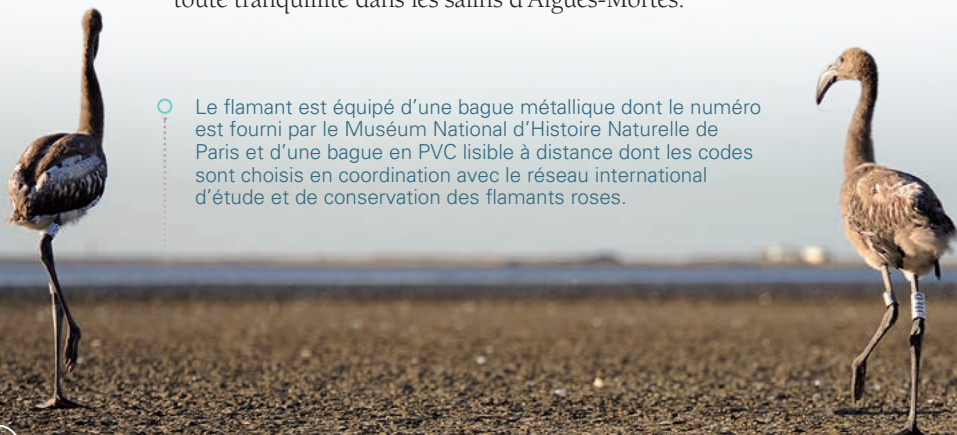 toute tranquillité dans les salins d'Aigues-Mortes.
Le flamant est équipé d'une bague métallique dont le numéro
est fourni par le Muséum National d'Histoire Naturelle de
Paris et d'une bague en PVC lisible à distance dont les codes
sont choisis en coordination avec le réseau international
d'étude et de conservation des flamants roses.